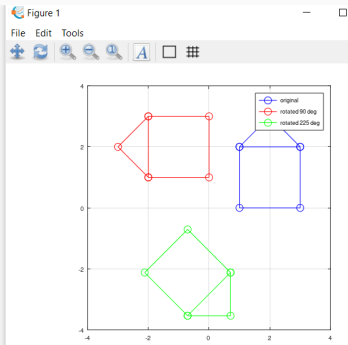 Figure 1
File Edit Tools
A
4
2
0
-2
-4
-4 -2 0 2 4
original
rotated 90 deg
rotated 225 deg